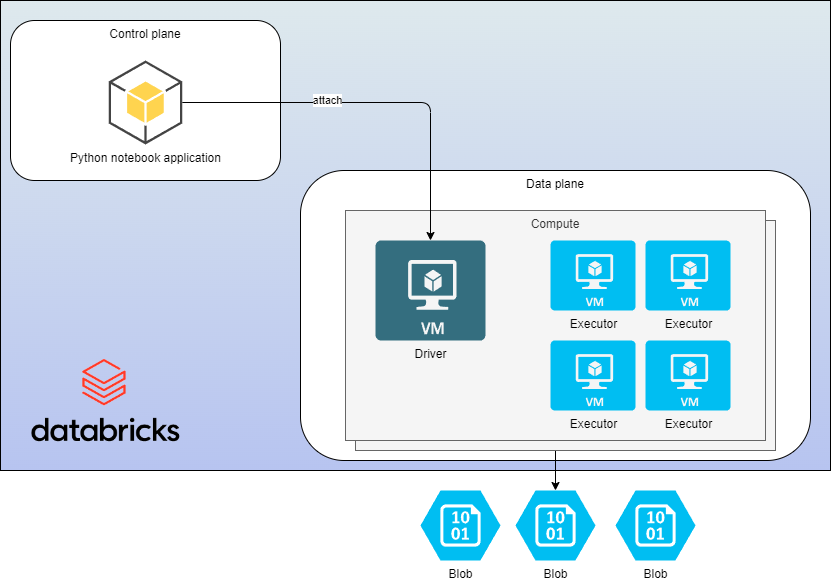 Control plane
Python notebook application
attach
Data plane
Compute
VM
Driver
VM
Executor
VM
Executor
VM
Executor
VM
Executor
databricks
10
01
Blob
10
01
Blob
10
01
Blob